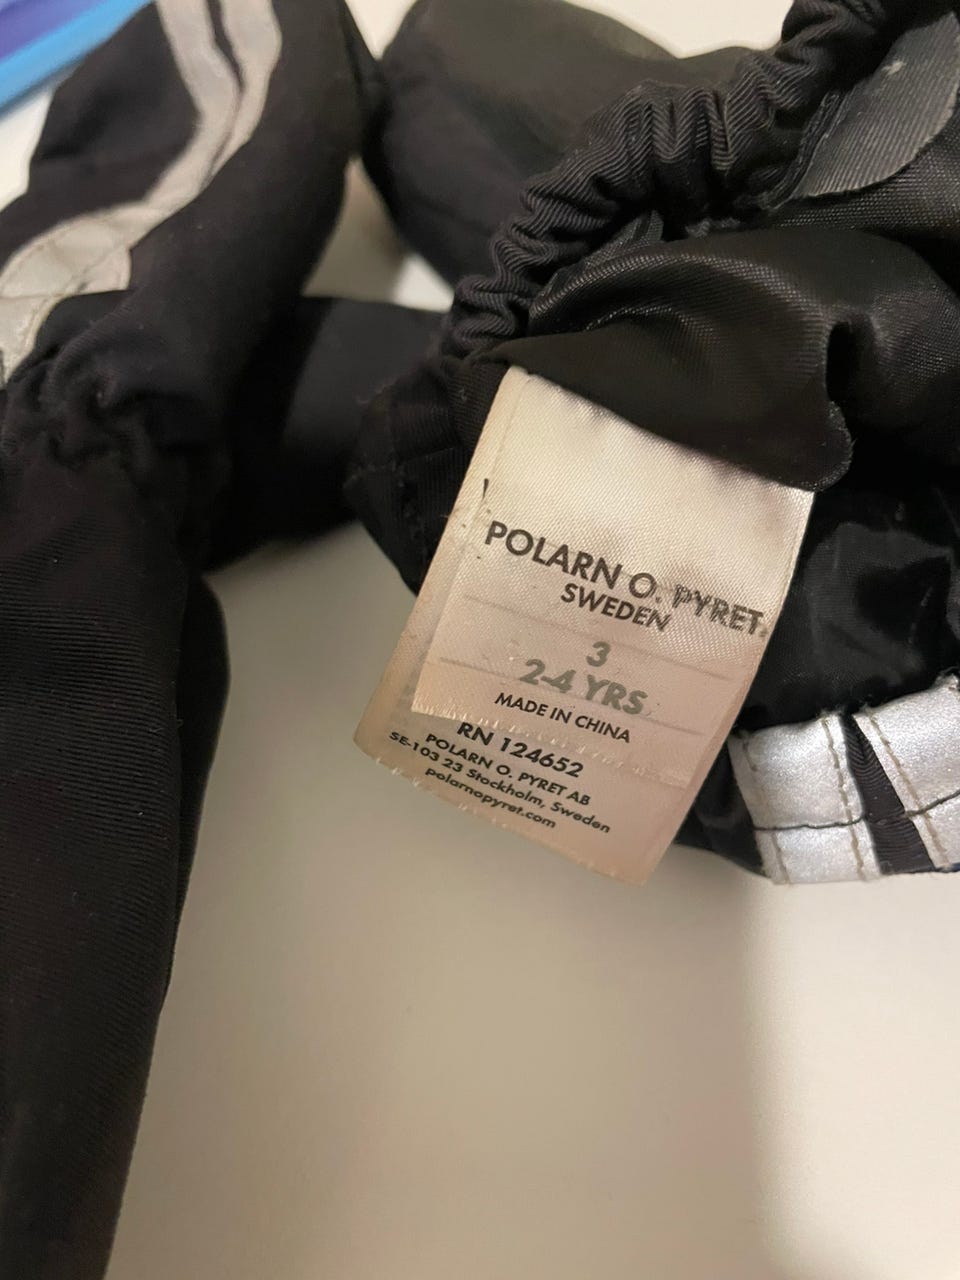 POLARN O. PYRET.
SWEDEN
3
2-4 YRS
MADE IN CHINA
RN 124652
POLARN O. PYRET AB
SE-103 23 Stockholm, Sweden
polarnopyret.com